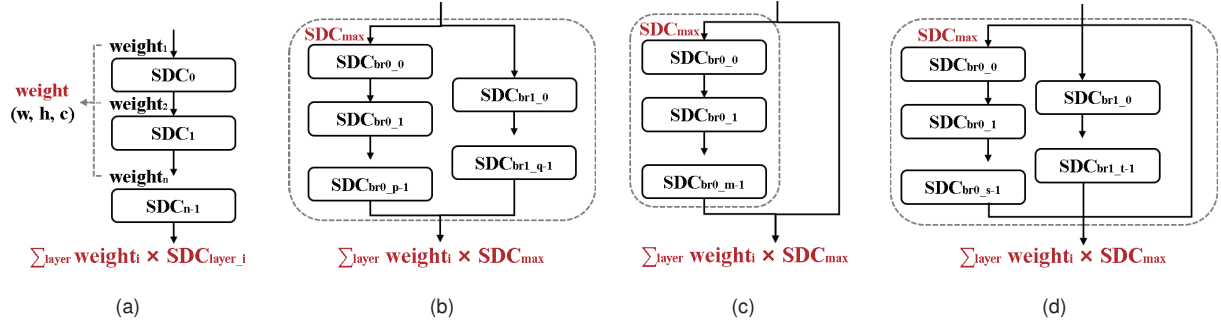 weight1
SDC0
weight
(w, h, c)
weight2
SDC1
weightn
SDCn-1
∑layer weighti × SDClayer_i
(a)
SDCmax
SDCbr0_0
SDCbr1_0
SDCbr0_1
SDCbr1_q-1
SDCbr0_p-1
∑layer weighti × SDCmax
(b)
SDCmax
SDCbr0_0
SDCbr0_1
SDCbr0_m-1
∑layer weighti × SDCmax
(c)
SDCmax
SDCbr0_0
SDCbr1_0
SDCbr0_1
SDCbr1_t-1
SDCbr0_s-1
∑layer weighti × SDCmax
(d)